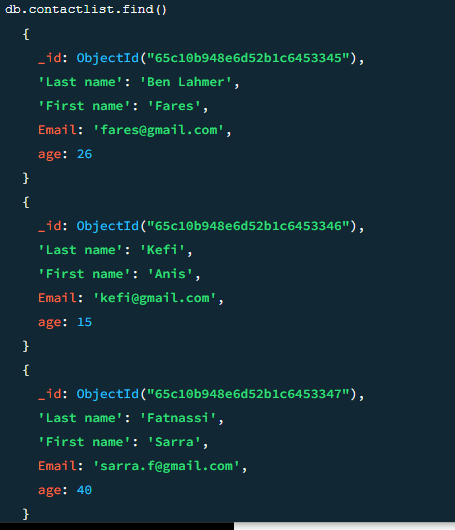 db.contactlist.find()
{
_id: ObjectId("65c10b948e6d52b1c6453345"),
'Last name': 'Ben Lahmer',
'First name': 'Fares',
Email: 'fares@gmail.com',
age: 26
}
{
_id: ObjectId("65c10b948e6d52b1c6453346"),
'Last name': 'Kefi',
'First name': 'Anis',
Email: 'kefi@gmail.com',
age: 15
}
{
_id: ObjectId("65c10b948e6d52b1c6453347"),
'Last name': 'Fatnassi',
'First name': 'Sarra',
Email: 'sarra.f@gmail.com',
age: 40
}